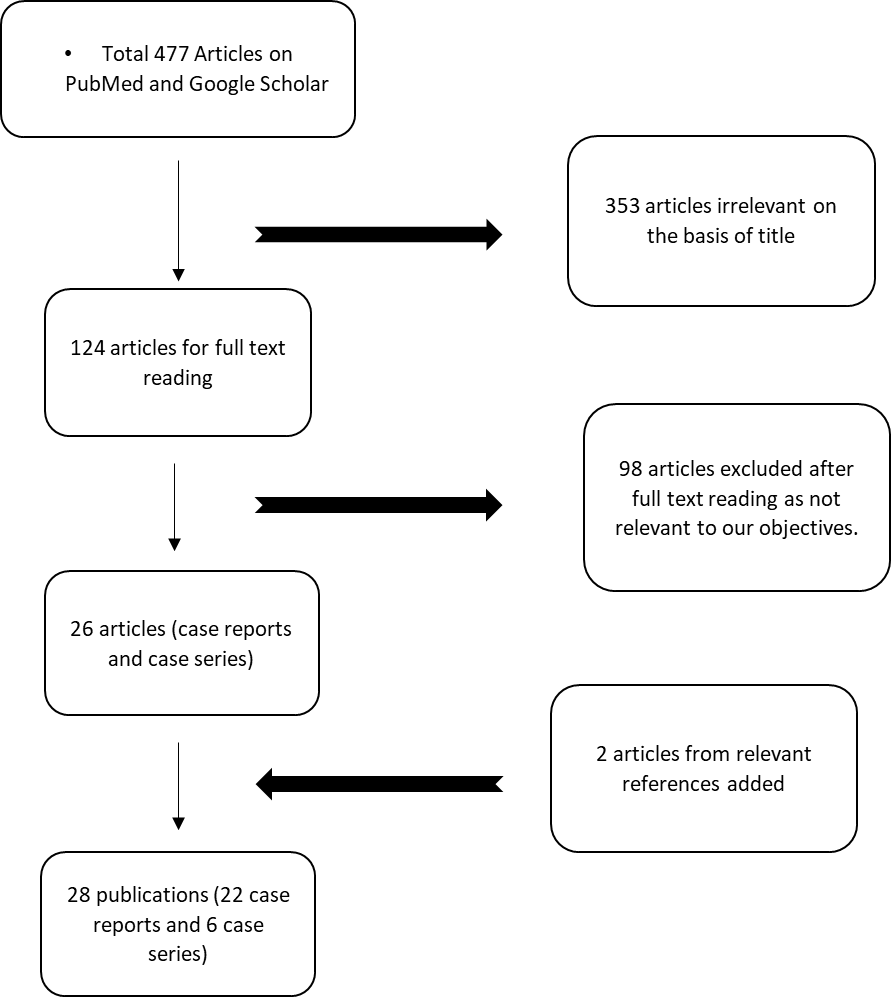 • Total 477 Articles on
PubMed and Google Scholar
353 articles irrelevant on
the basis of title
124 articles for full text
reading
98 articles excluded after
full text reading as not
relevant to our objectives.
26 articles (case reports
and case series)
2 articles from relevant
references added
28 publications (22 case
reports and 6 case
series)